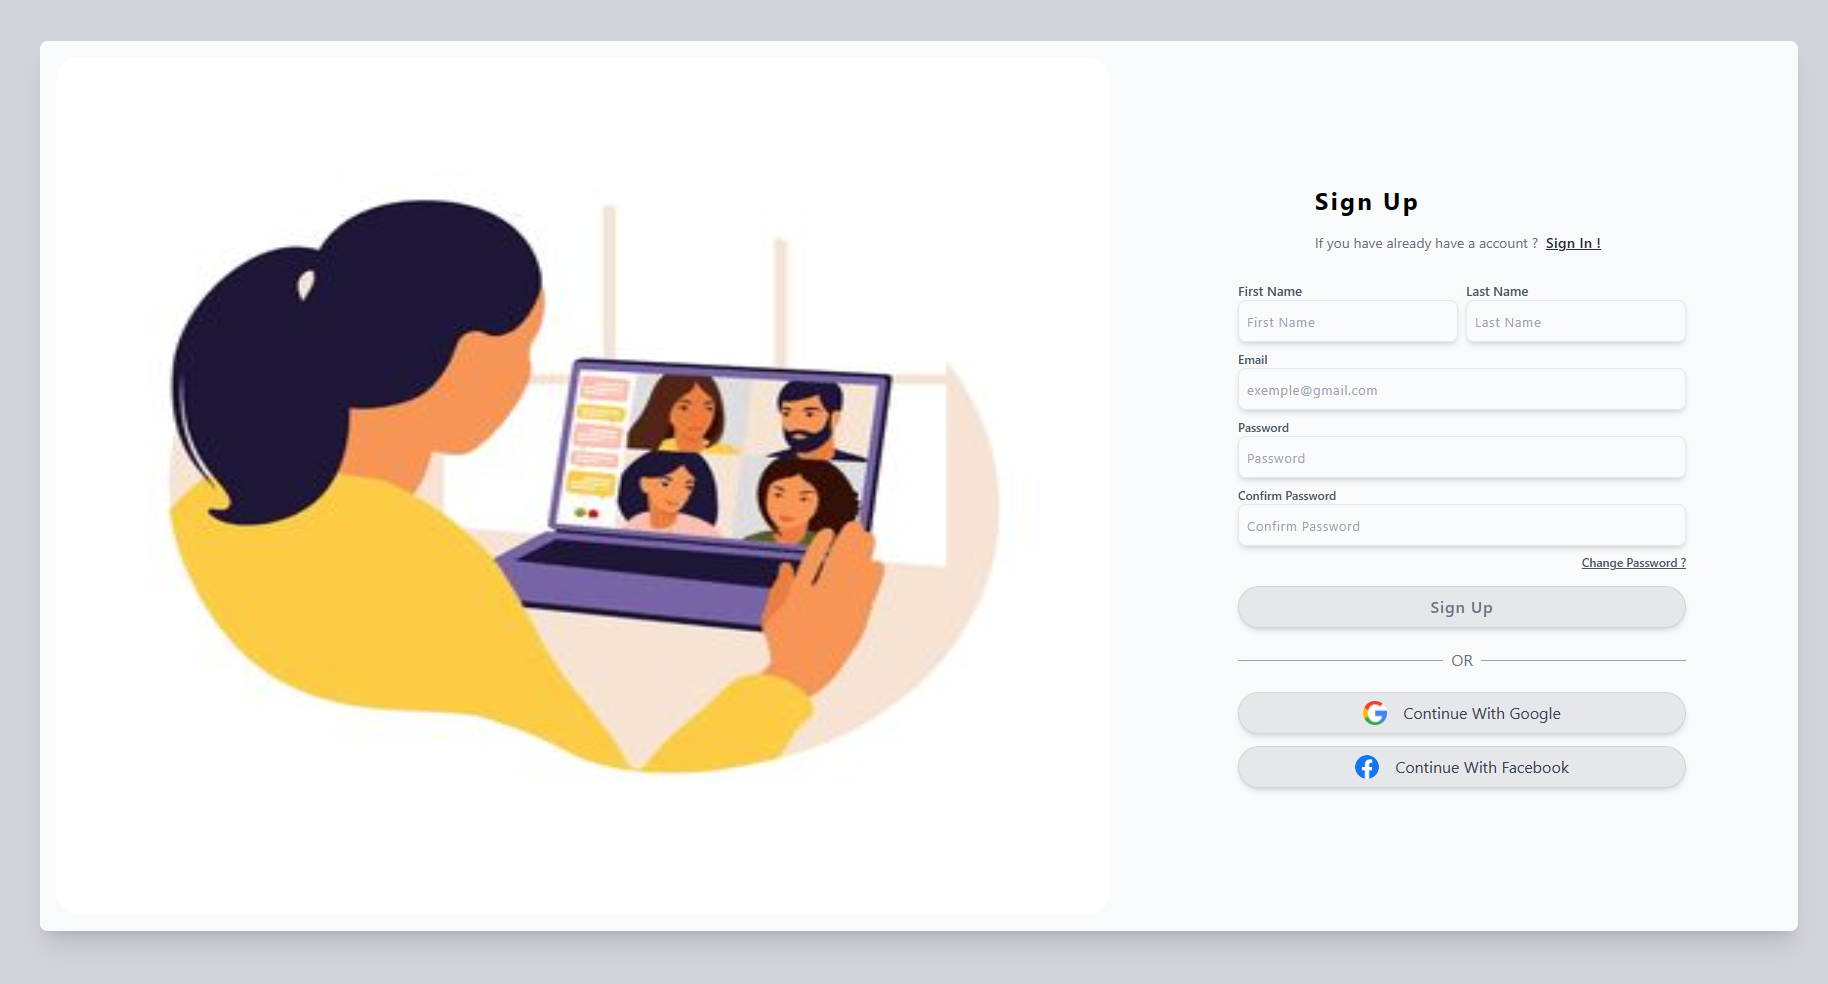 Sign Up
If you have already have a account ? Sign In !
First Name Last Name
First Name Last Name
Email
exemple@gmail.com
Password
Password
Confirm Password
Confirm Password
Change Password ?
Sign Up
OR
Continue With Google
Continue With Facebook